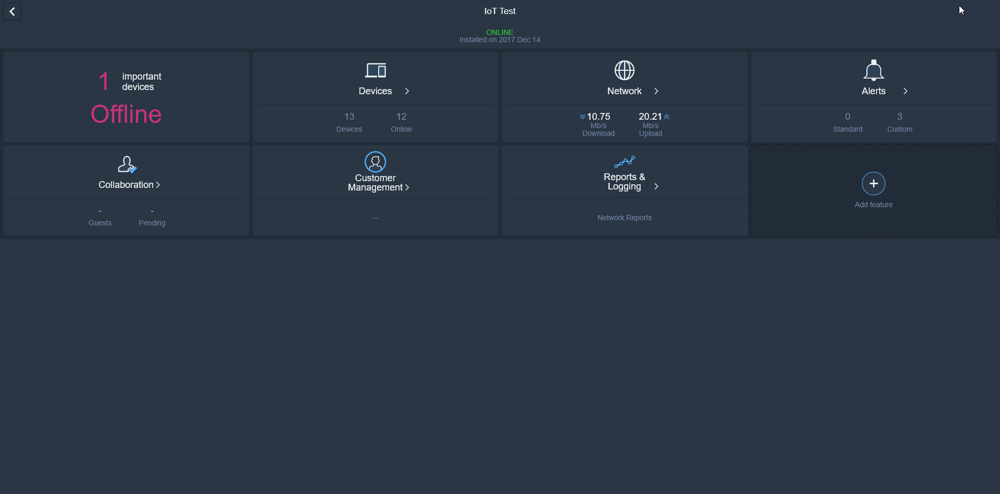 IoT Test
ONLINE
Installed on 2017 Dec 14
1 important
devices
Offline
Devices
13 12
Devices Online
Network
10.75 20.21
Mb/s Mb/s
Download Upload
Alerts
0 3
Standard Custom
Collaboration
- -
Guests Pending
Customer
Management
--
Reports &
Logging
Network Reports
+
Add feature